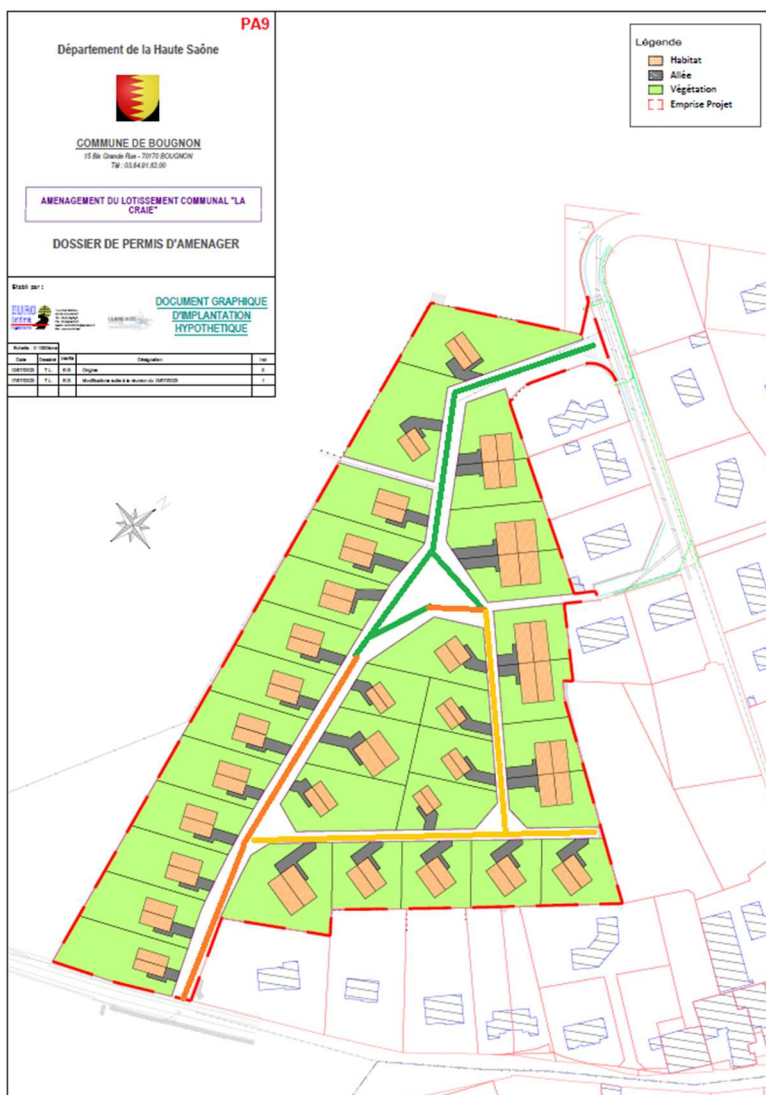 PA9
Département de la Haute Saône
COMMUNE DE BOUGNON
15 Bis Grande Rue - 70170 BOUGNON
Tél : 03.84.91.62.00
AMENAGEMENT DU LOTISSEMENT COMMUNAL "LA
CRAIE"
DOSSIER DE PERMIS D'AMENAGER
Etabli par :
EURO
infra
DOCUMENT GRAPHIQUE
D'IMPLANTATION
HYPOTHETIQUE
Date Dessiné Vérifié Désignation Ind
T.L. Origine 0
T.L. 1
Légende
Habitat
Allée
Végétation
Emprise Projet
N